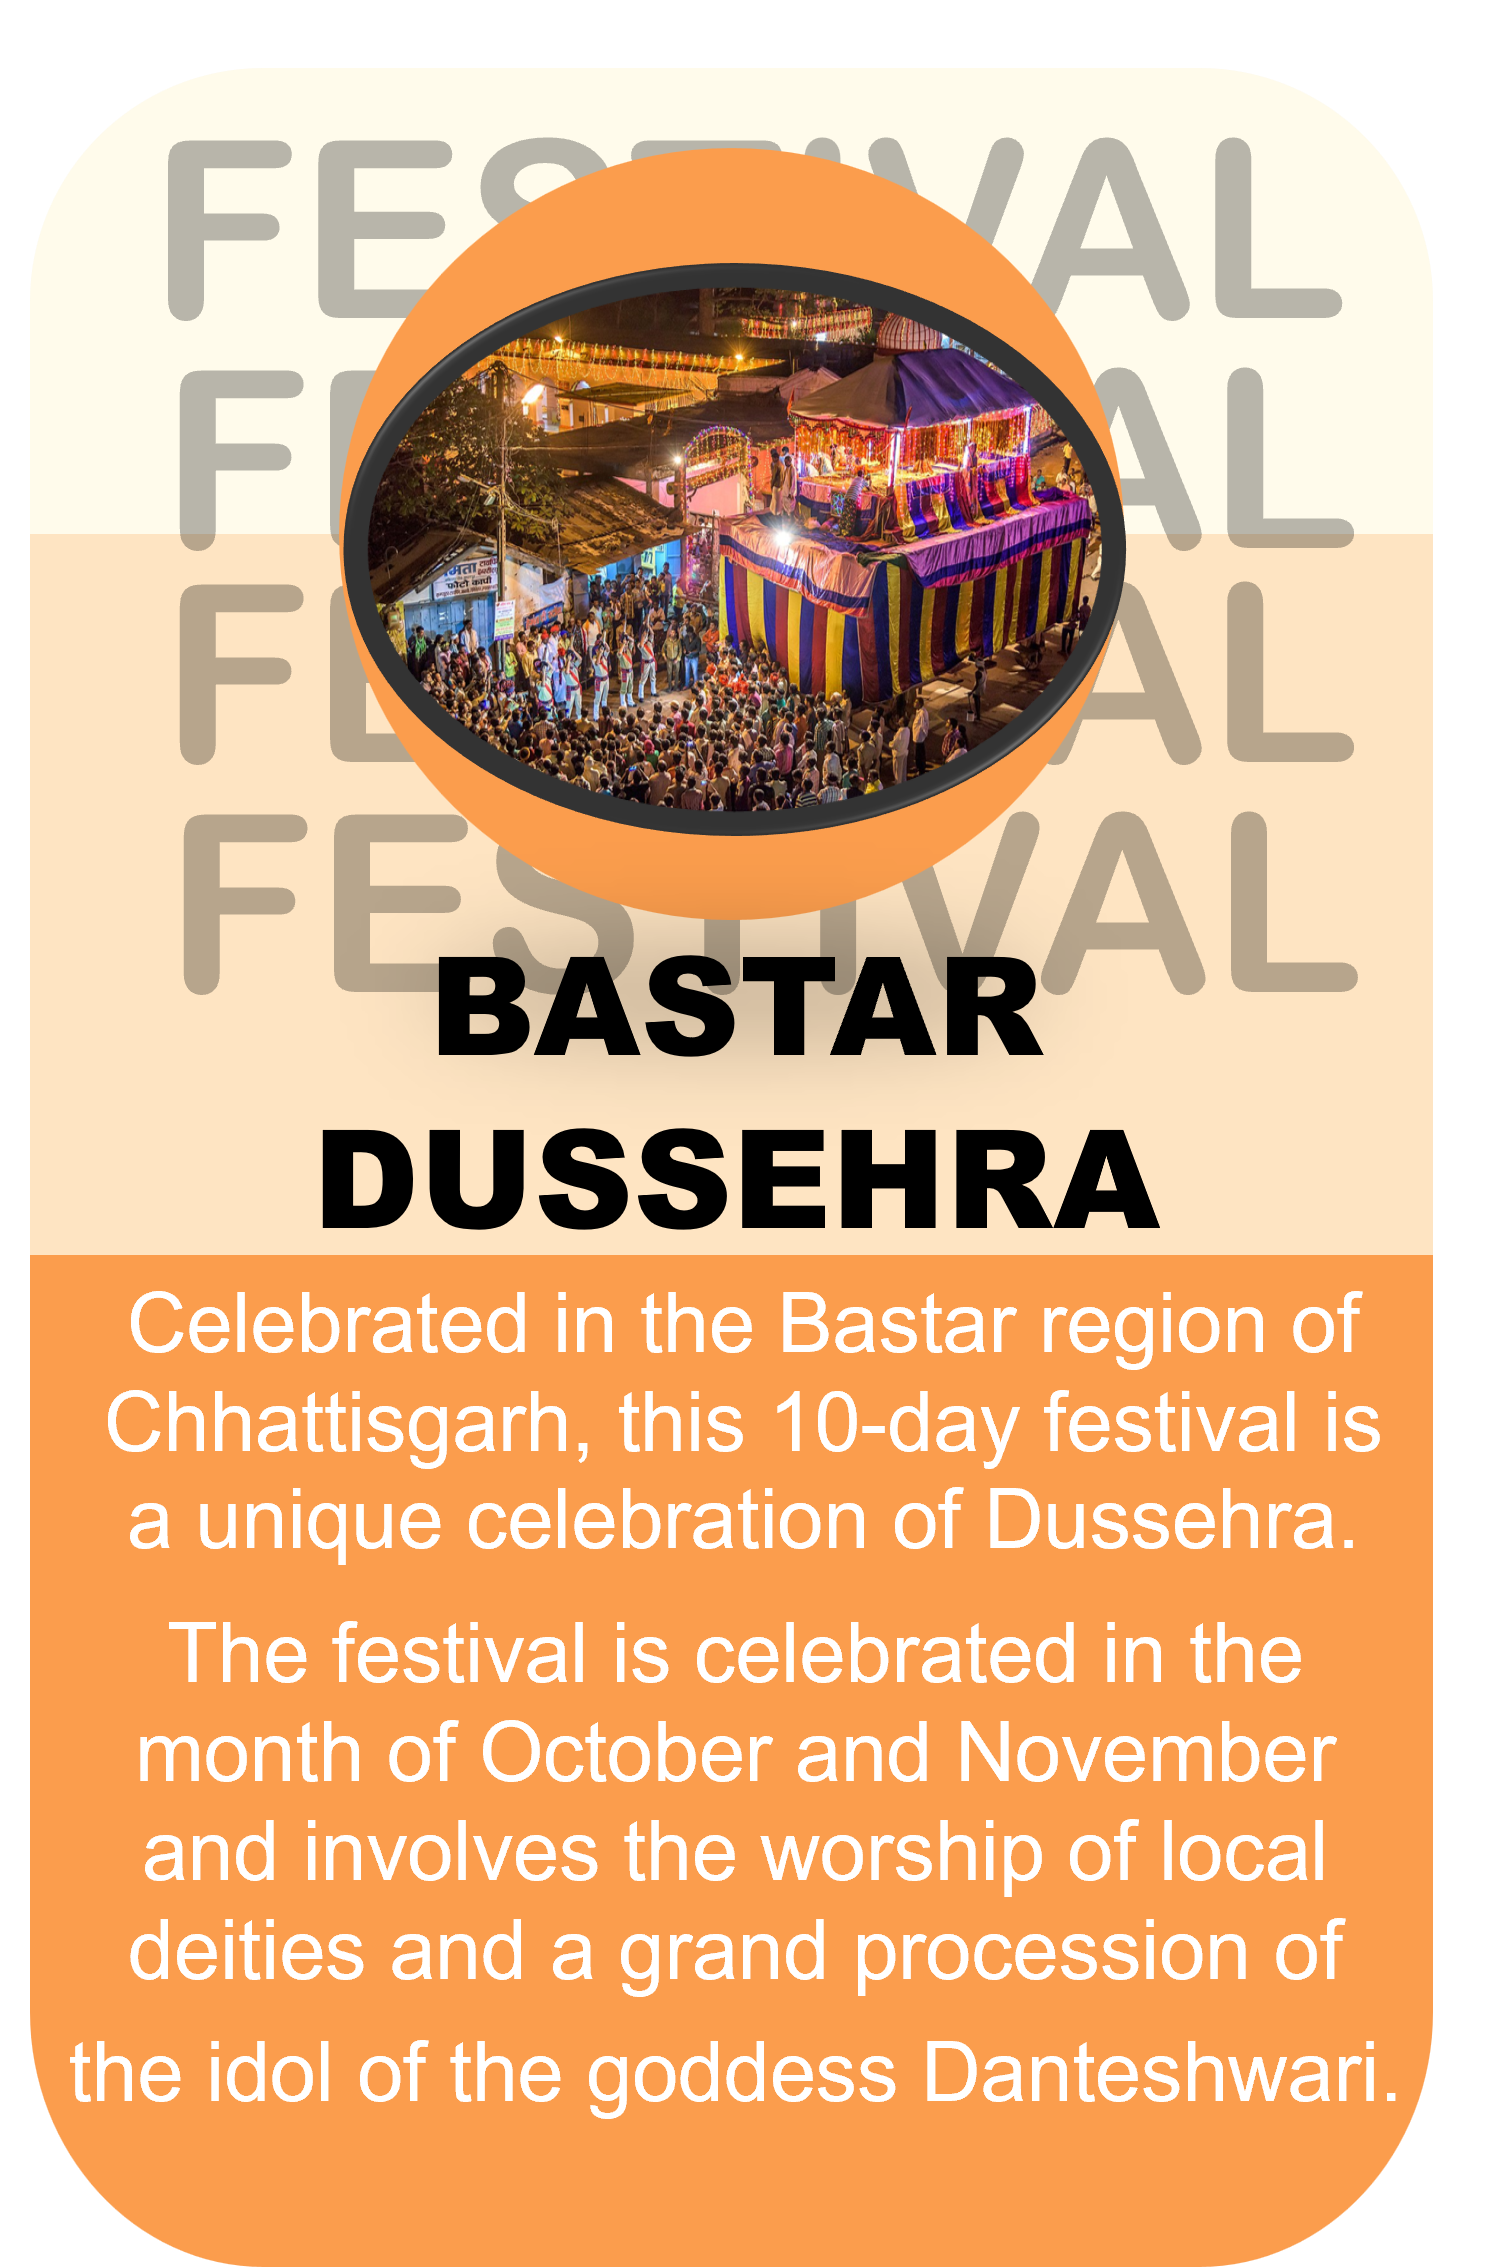 FESTIVAL
FESTIVAL
FESTIVAL
FESTIVAL
फोटो कापी
BASTAR
DUSSEHRA
Celebrated in the Bastar region of
Chhattisgarh, this 10-day festival is
a unique celebration of Dussehra.
The festival is celebrated in the
month of October and November
and involves the worship of local
deities and a grand procession of
the idol of the goddess Danteshwari.